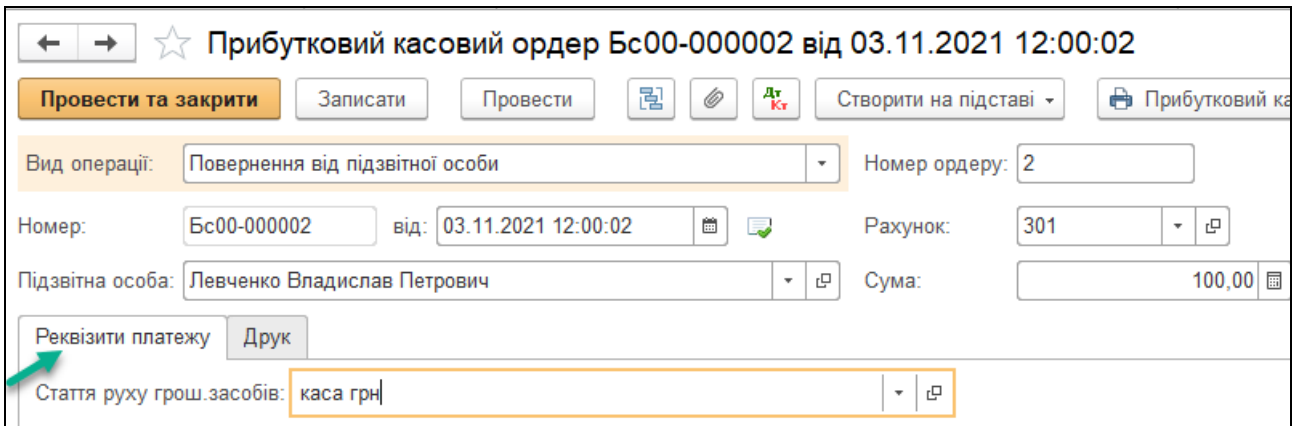 Прибутковий касовий ордер Бс00-000002 від 03.11.2021 12:00:02
Провести та закрити Записати Провести Дт Кт Створити на підставі Прибутковий ка
Вид операції: Повернення від підзвітної особи Номер ордеру: 2
Номер: Бс00-000002 від: 03.11.2021 12:00:02 Рахунок: 301
Підзвітна особа: Левченко Владислав Петрович Сума: 100,00
Реквізити платежу Друк
Стаття руху грош.засобів: каса грн